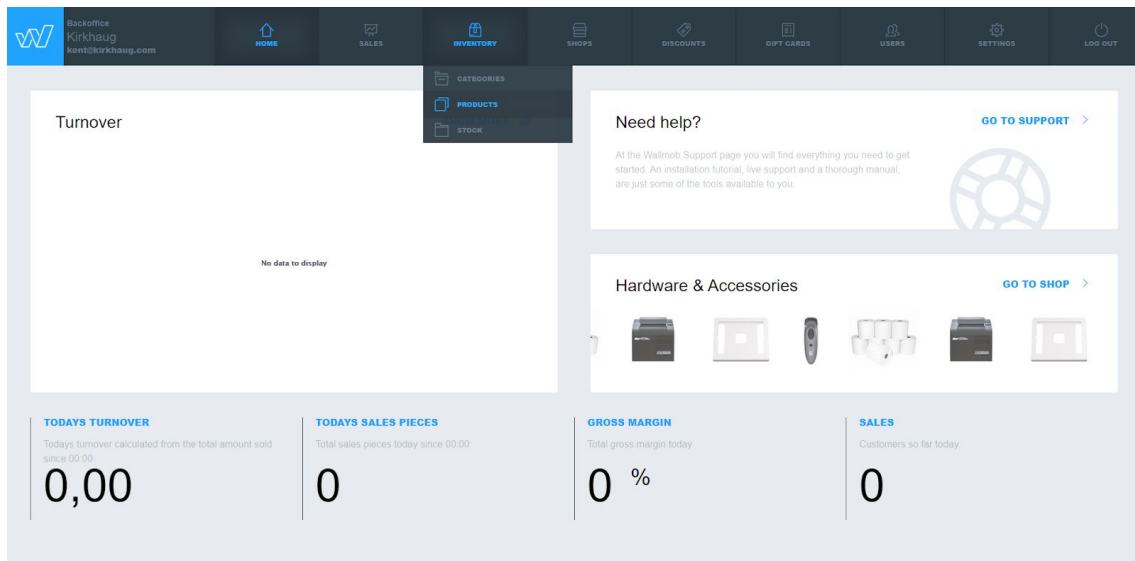 Backoffice
Kirkhaug
kent@kirkhaug.com
HOME
SALES
INVENTORY
SHOPS
DISCOUNTS
GIFT CARDS
USERS
SETTINGS
LOG OUT
CATEGORIES
PRODUCTS
STOCK
Turnover
Need help?
GO TO SUPPORT
At the Wallmob Support page you will find everything you need to get
started. An installation tutorial, live support and a thorough manual,
are just some of the tools available to you.
No data to display
Hardware & Accessories
GO TO SHOP
TODAYS TURNOVER
Todays turnover calculated from the total amount sold
since 00:00
0,00
TODAYS SALES PIECES
Total sales pieces today since 00:00
0
GROSS MARGIN
Total gross margin today
0 %
SALES
Customers so far today
0